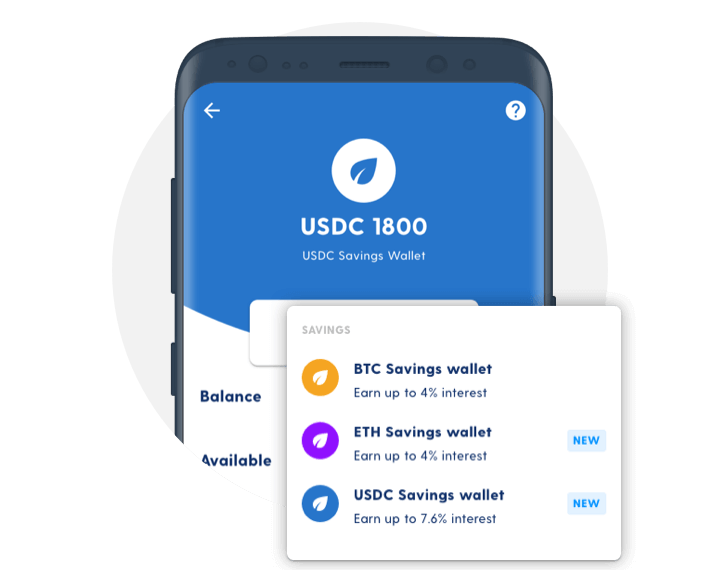 USDC 1800
USDC Savings Wallet
Balance
Available
SAVINGS
BTC Savings wallet
Earn up to 4% interest
ETH Savings wallet
Earn up to 4% interest
NEW
USDC Savings wallet
Earn up to 7.6% interest
NEW